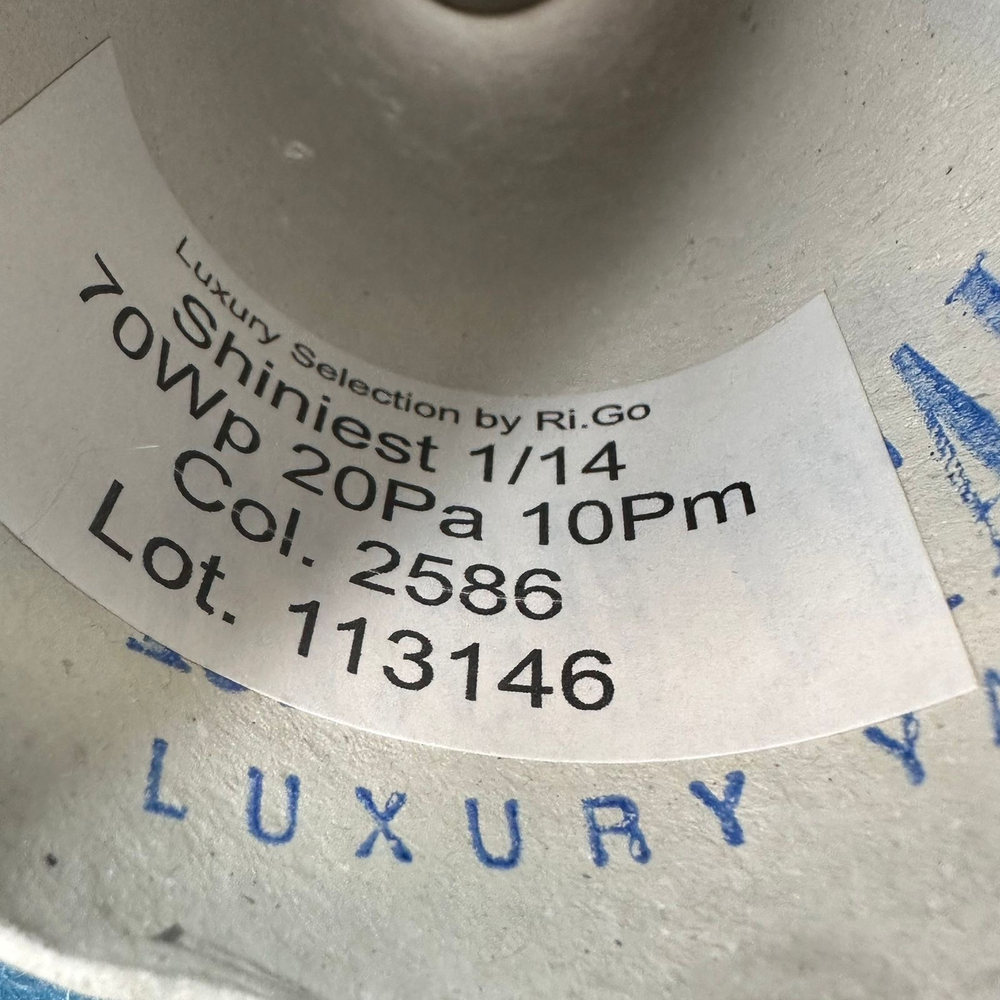 Luxury Selection by Ri.Go
Shiniest 1/14
70Wp 20Pa 10Pm
Col. 2586
Lot. 113146
LUXURY